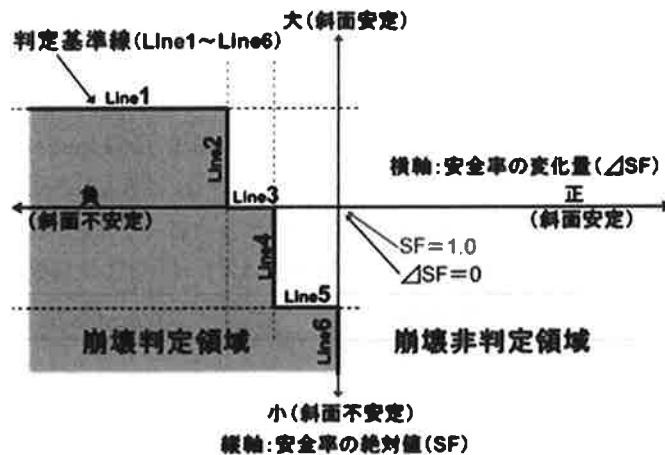 大(斜面安定)
判定基準線(Line1～Line6)
Line1
Line2
横軸:安全率の変化量(⊿SF)
負
Line3
正
(斜面不安定)
(斜面安定)
Line4
SF=1.0
⊿SF=0
Line5
Line6
崩壊判定領域
崩壊非判定領域
小(斜面不安定)
縦軸:安全率の絶対値(SF)